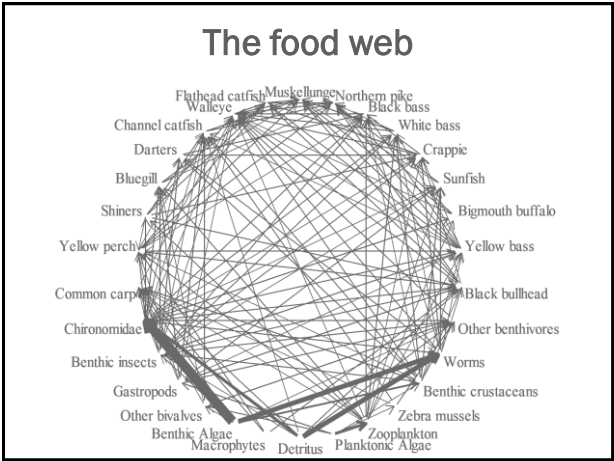 The food web
Flathead catfish
Muskellunge
Northern pike
Walleye
Black bass
Channel catfish
White bass
Darters
Crappie
Bluegill
Sunfish
Shiners
Bigmouth buffalo
Yellow perch
Yellow bass
Common carp
Black bullhead
Chironomidae
Other benthivores
Benthic insects
Worms
Gastropods
Benthic crustaceans
Other bivalves
Zebra mussels
Benthic Algae
Zooplankton
Macrophytes
Detritus
Planktonic Algae